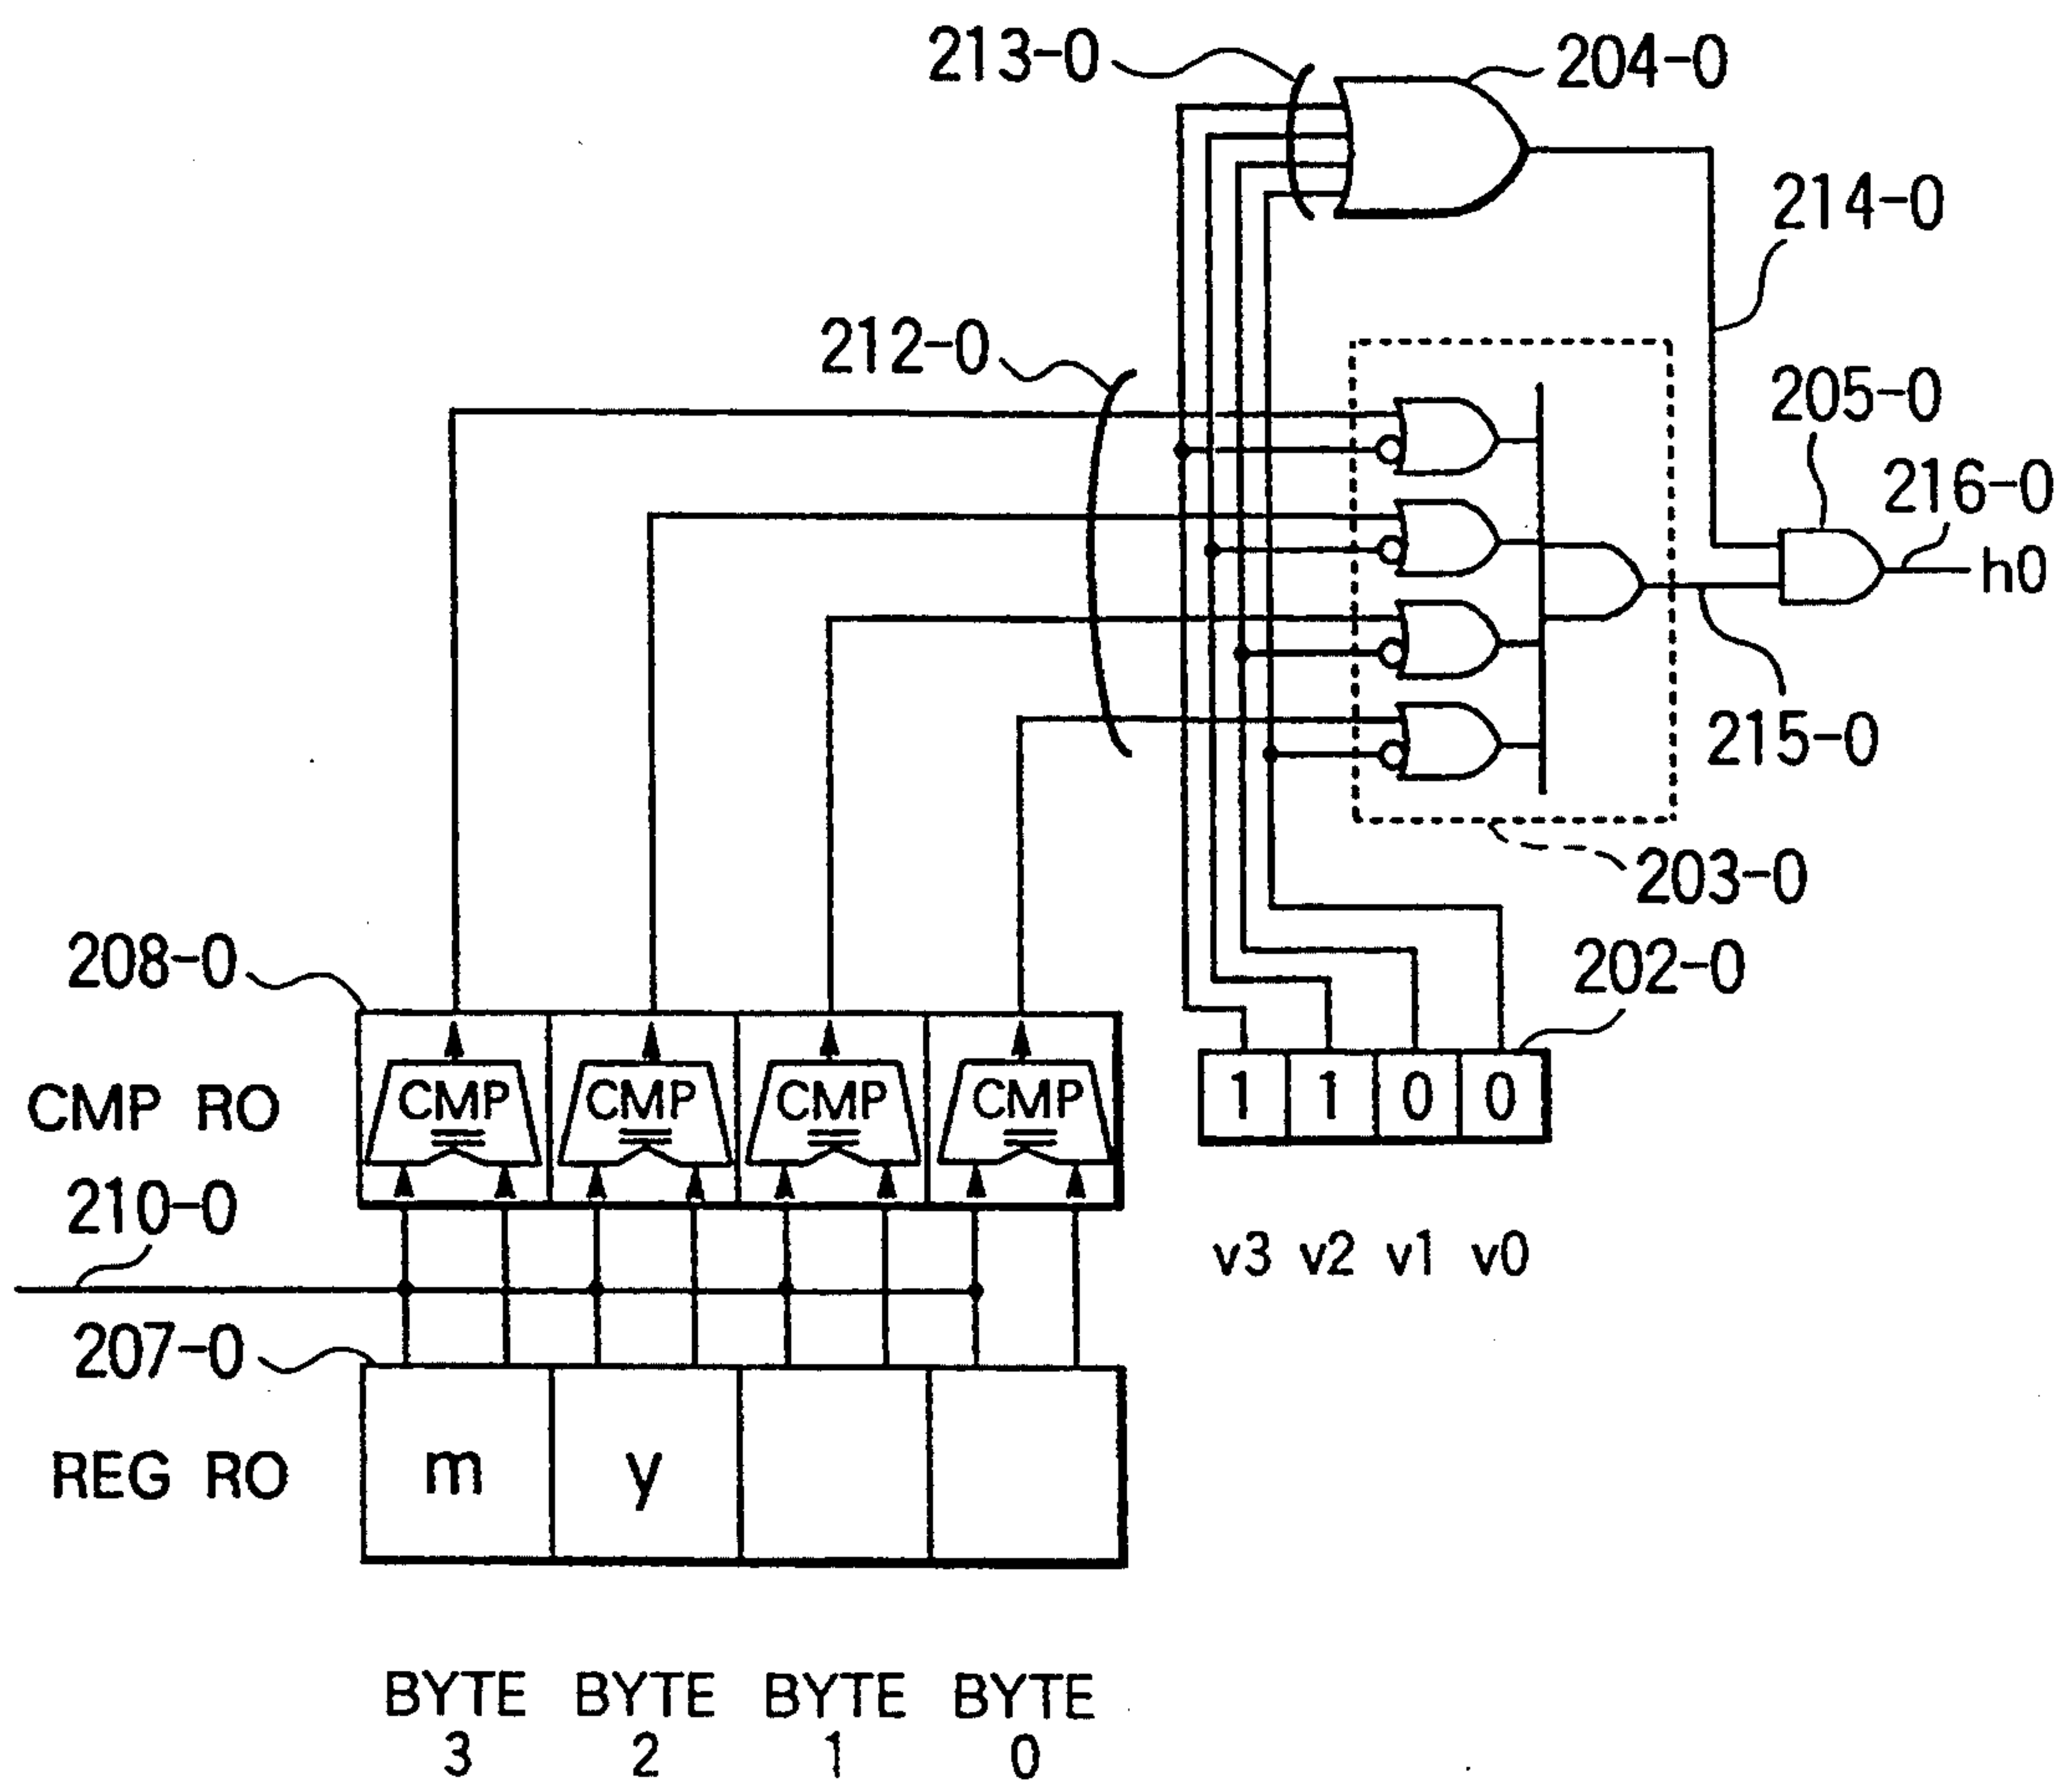 213-0
204-0
214-0
212-0
205-0
216-0
h0
215-0
203-0
208-0
202-0
CMP R0
CMP CMP CMP CMP
1 1 0 0
210-0
v3 v2 v1 v0
207-0
REG R0
m y
BYTE BYTE BYTE BYTE
3 2 1 0